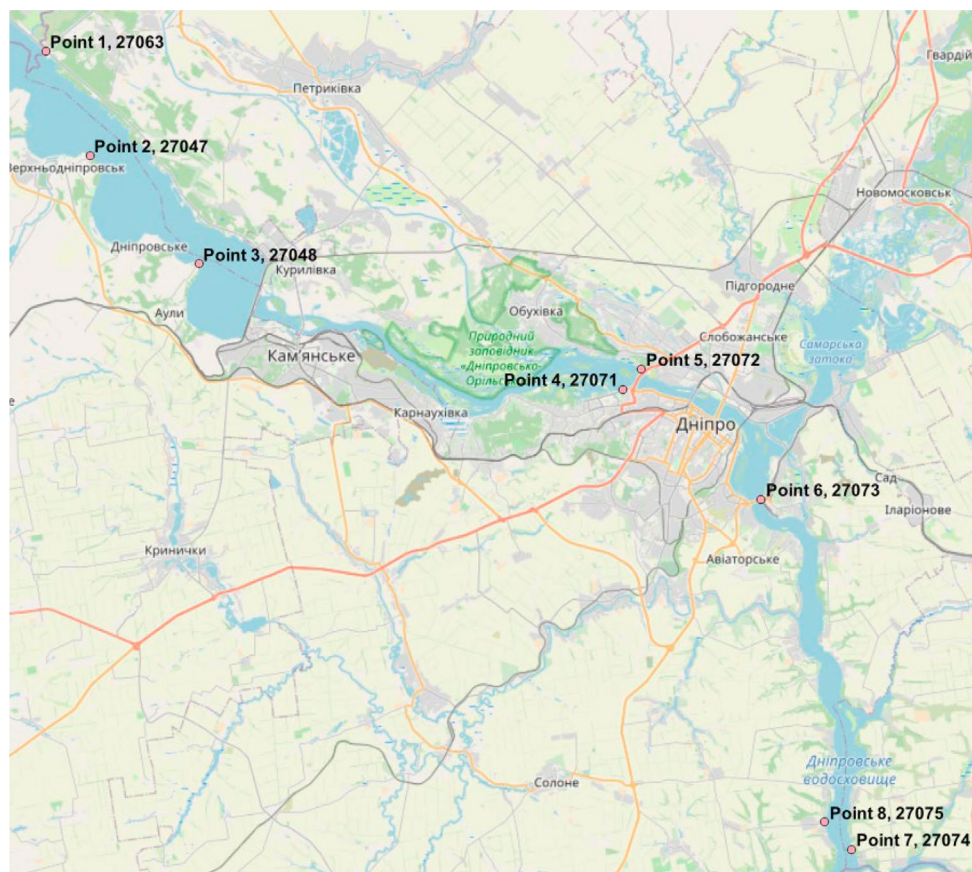 Point 1, 27063
Петриківка
Гвардій
Point 2, 27047
Верхньодніпровськ
Новомосковськ
Дніпровське
Point 3, 27048
Курилівка
Підгородне
Аули
Обухівка
Слобожанське
Природний
заповідник
«Дніпровсько-
Самарська
затока
Кам'янське
Point 5, 27072
Point 4, 27071
Карнаухівка
Дніпро
Сад
Point 6, 27073
Іларіонове
Кринички
Авіаторське
Дніпровське
водосховище
Солоне
Point 8, 27075
Point 7, 27074